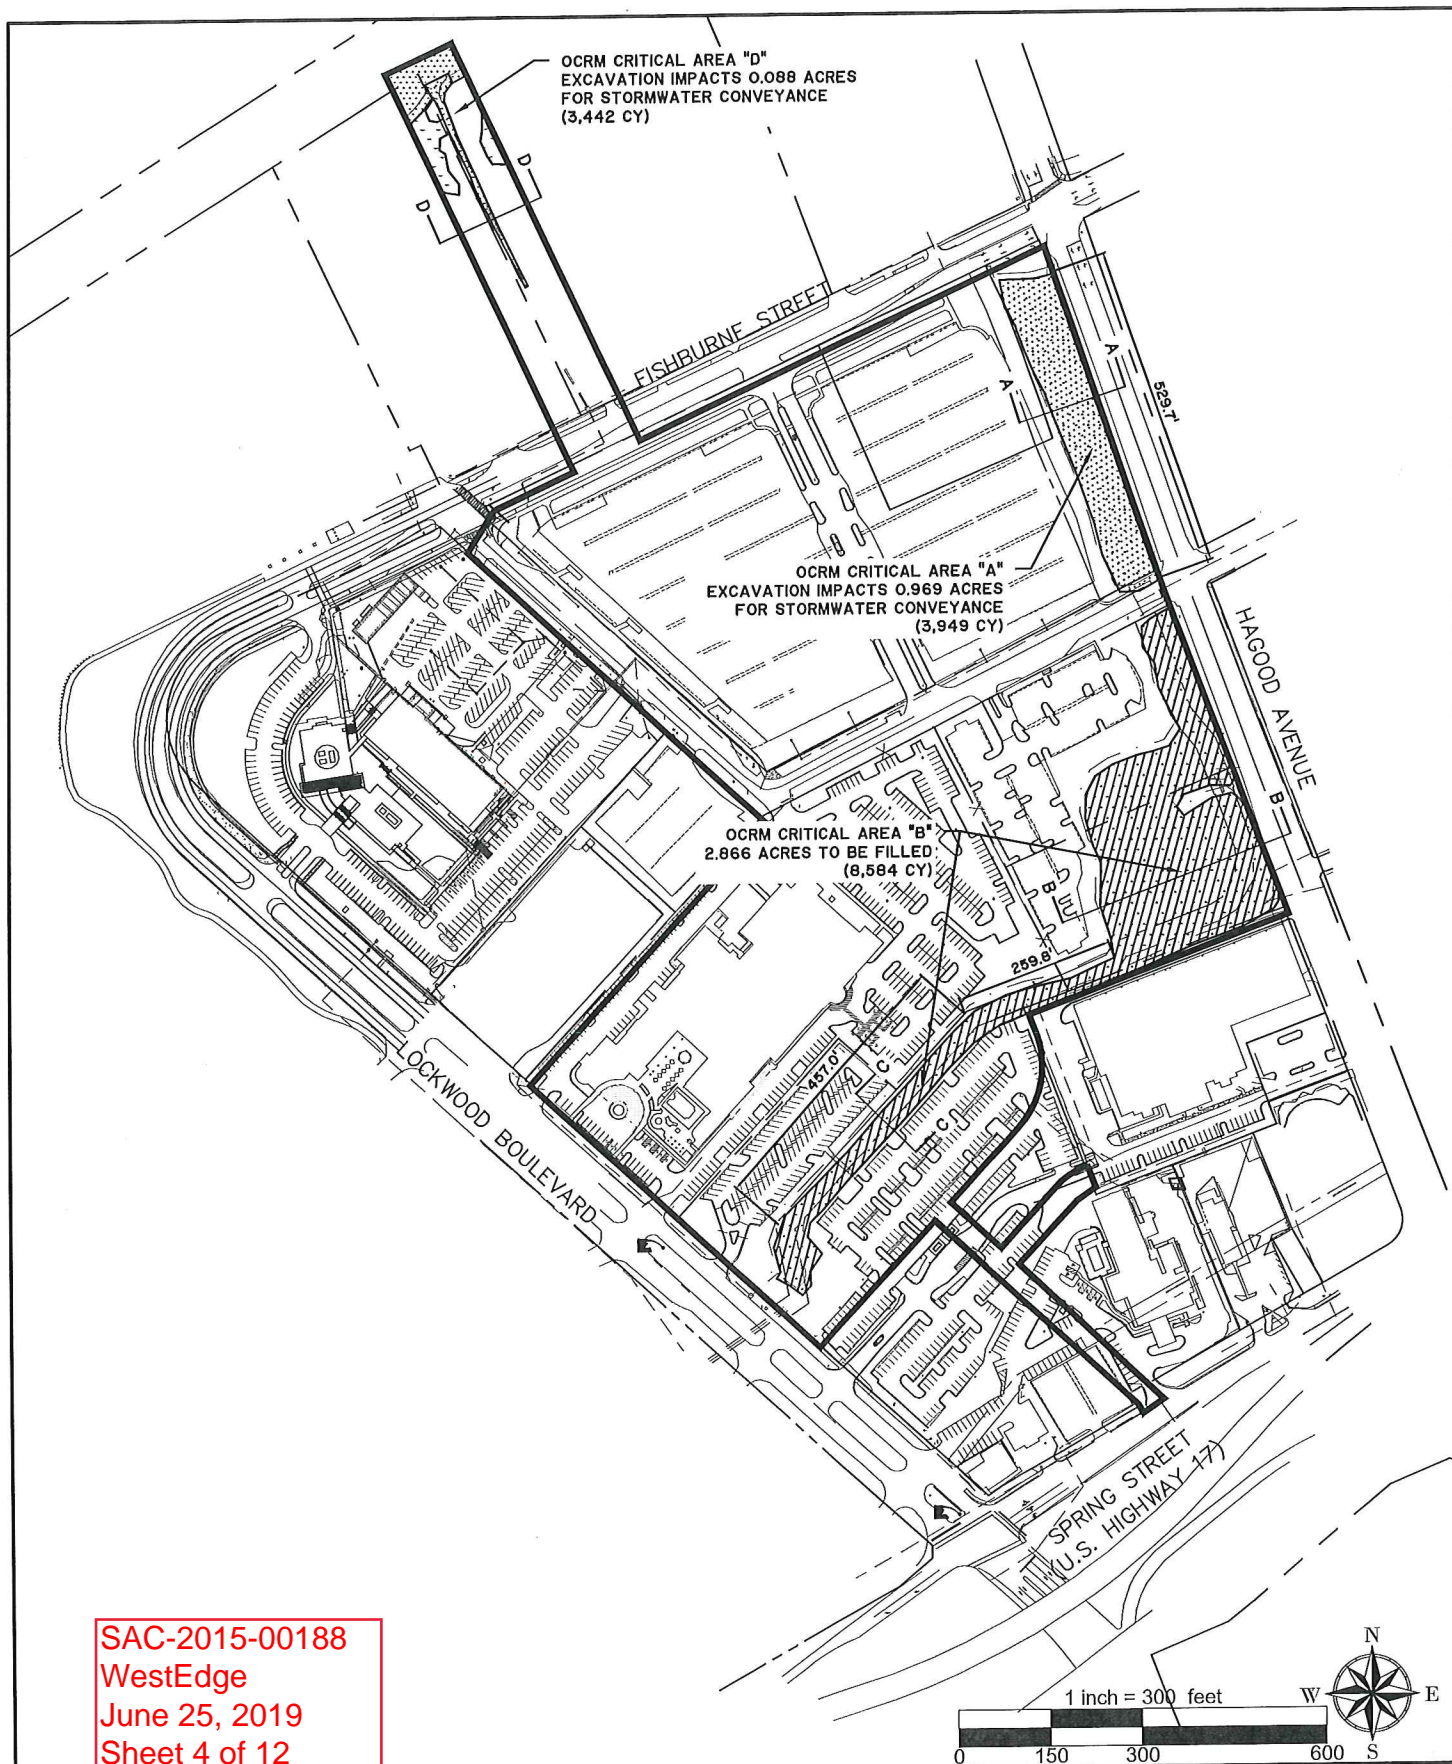 OCRM CRITICAL AREA "D"
EXCAVATION IMPACTS 0.088 ACRES
FOR STORMWATER CONVEYANCE
(3,442 CY)
D
D
FISHBURNE STREET
A
A
529.7'
OCRM CRITICAL AREA "A"
EXCAVATION IMPACTS 0.969 ACRES
FOR STORMWATER CONVEYANCE
(3,949 CY)
HAGOOD AVENUE
B
OCRM CRITICAL AREA "B"
2.866 ACRES TO BE FILLED
(8,584 CY)
B
259.8'
457.0'
C
C
LOCKWOOD BOULEVARD
SPRING STREET
(U.S. HIGHWAY 17)
SAC-2015-00188
WestEdge
June 25, 2019
Sheet 4 of 12
1 inch = 300 feet
0 150 300 600
N
W E
S